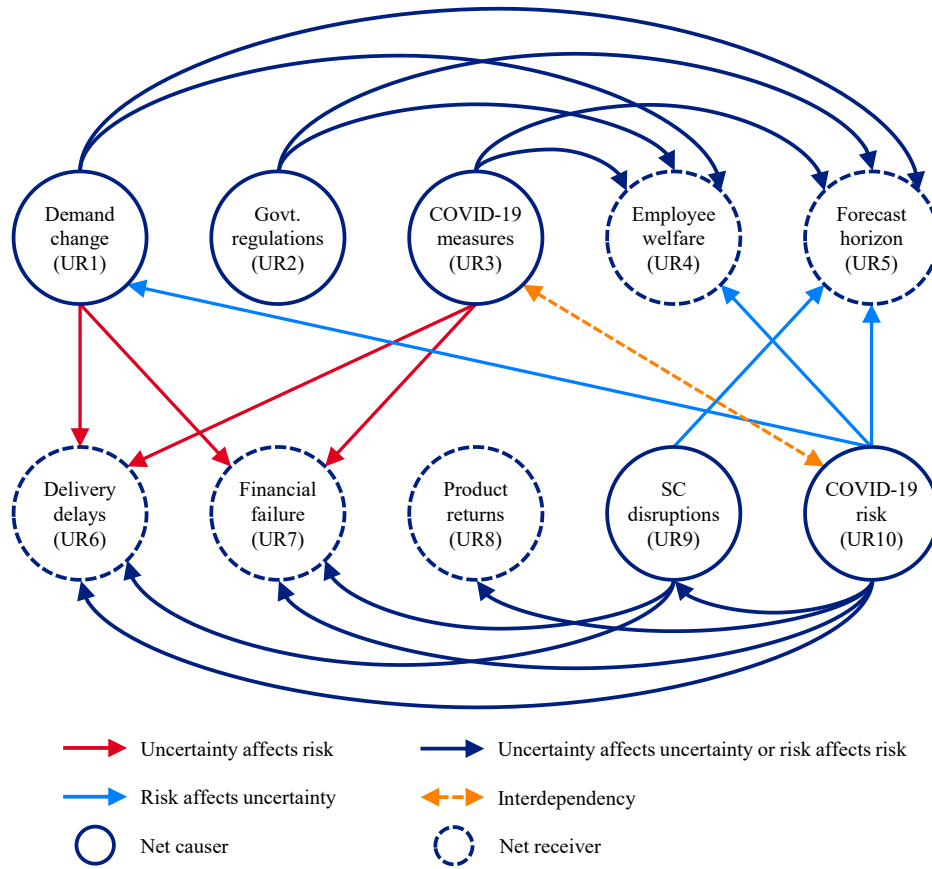 Demand
change
(UR1)
Govt.
regulations
(UR2)
COVID-19
measures
(UR3)
Employee
welfare
(UR4)
Forecast
horizon
(UR5)
Delivery
delays
(UR6)
Financial
failure
(UR7)
Product
returns
(UR8)
SC
disruptions
(UR9)
COVID-19
risk
(UR10)
Uncertainty affects risk
Uncertainty affects uncertainty or risk affects risk
Risk affects uncertainty
Interdependency
Net causer
Net receiver